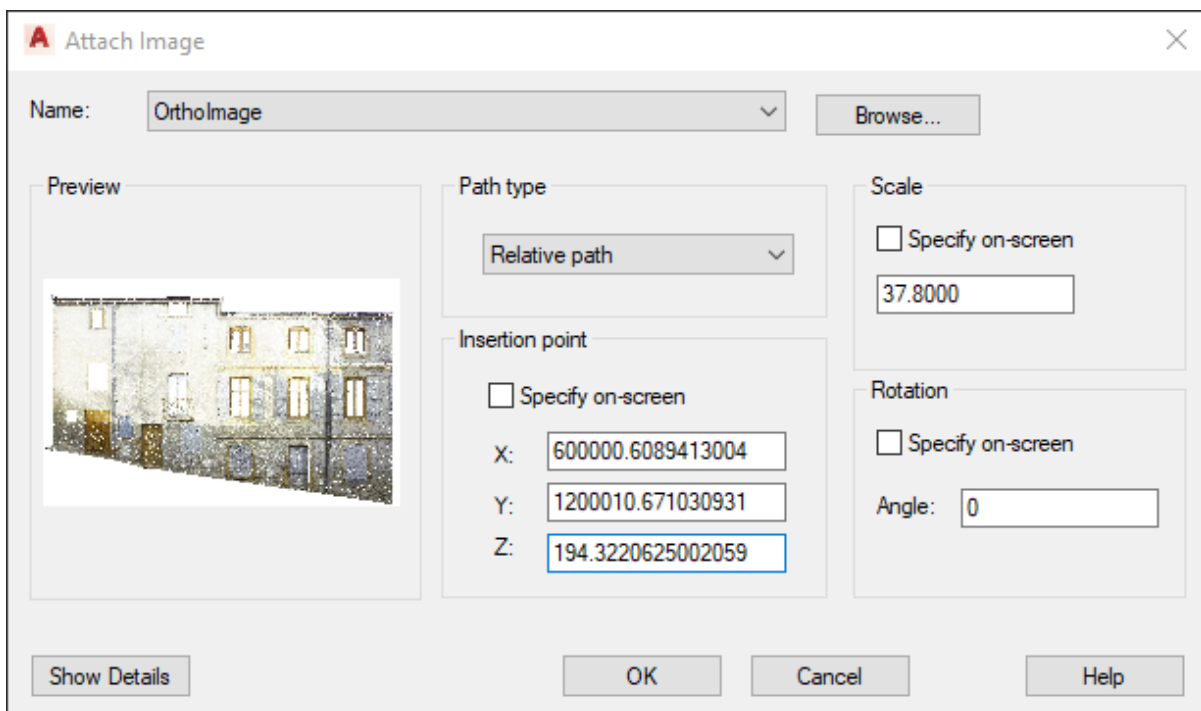 Attach Image
Name: OrthoImage Browse...
Preview
Path type
Relative path
Insertion point
Specify on-screen
X: 600000.6089413004
Y: 1200010.671030931
Z: 194.3220625002059
Scale
Specify on-screen
37.8000
Rotation
Specify on-screen
Angle: 0
Show Details OK Cancel Help